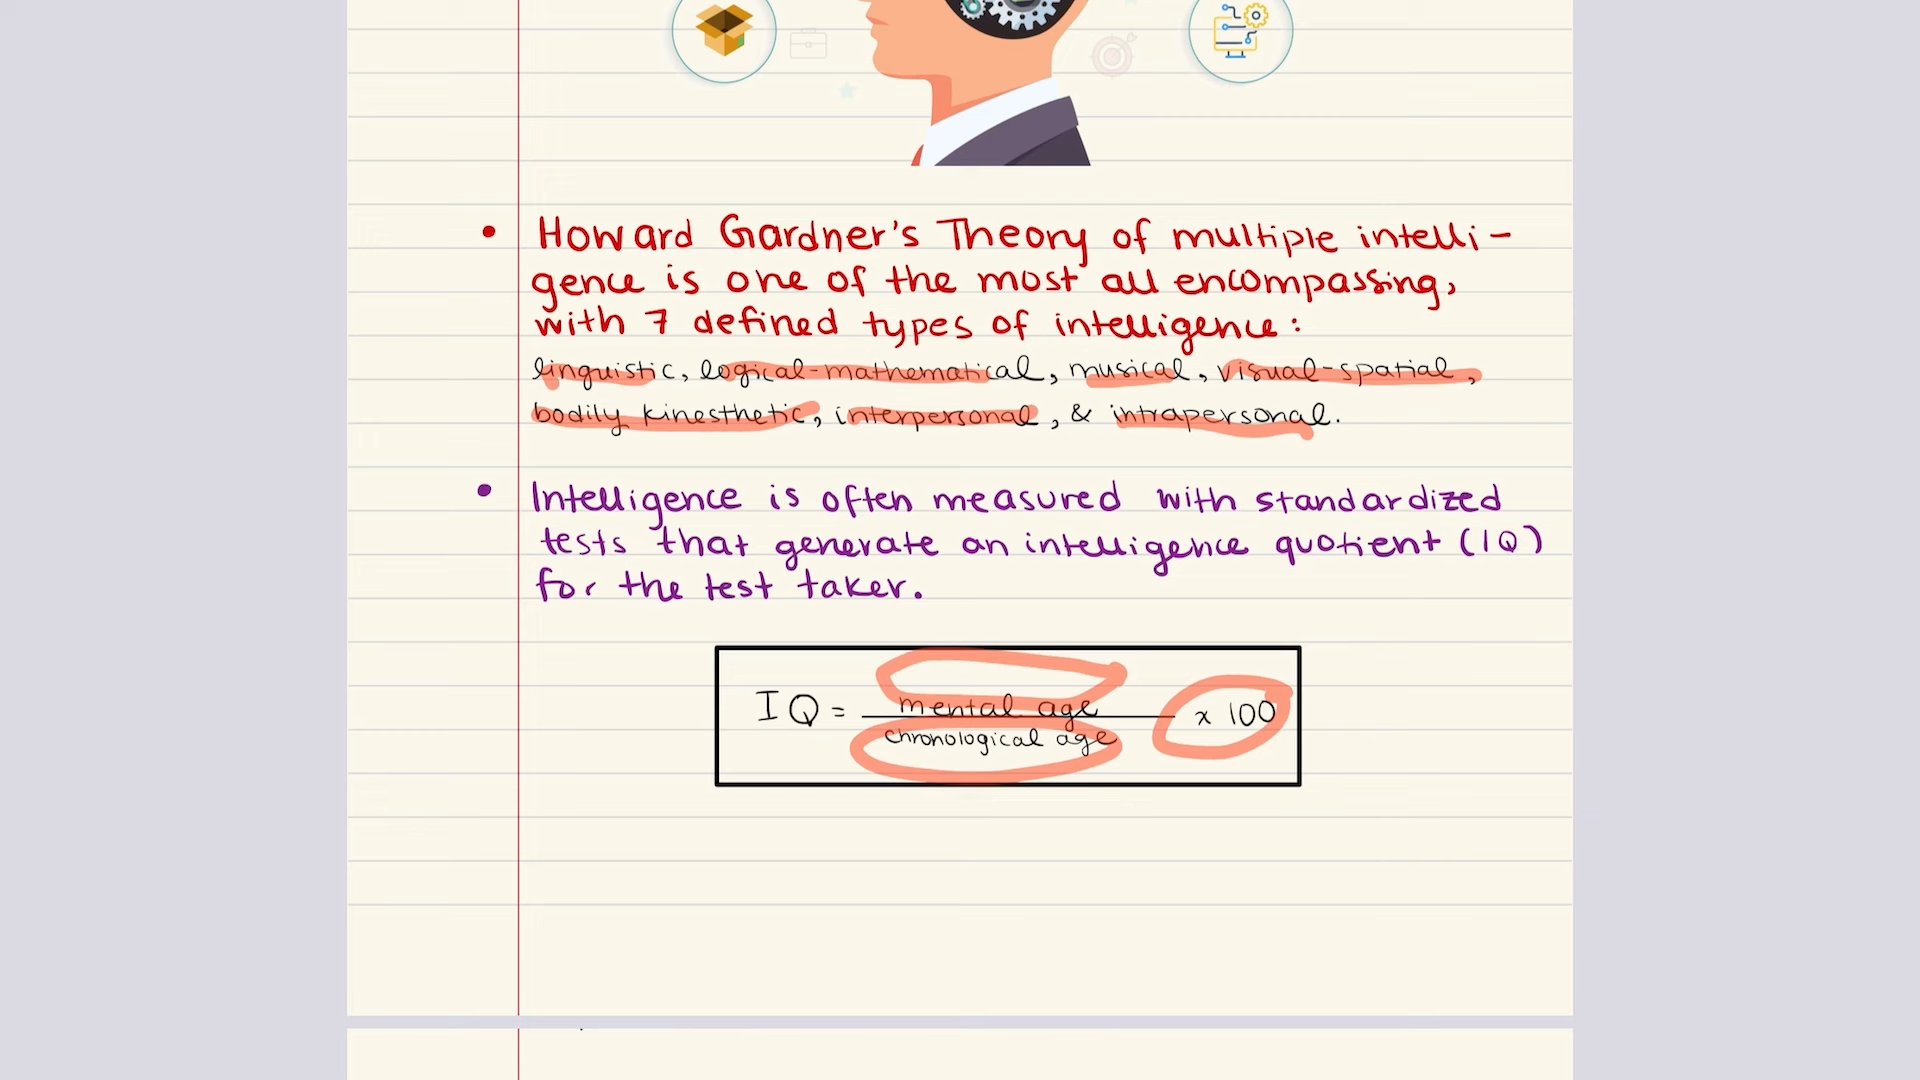 • Howard Gardner's Theory of multiple intelli-
gence is one of the most all encompassing,
with 7 defined types of intelligence:
linguistic, logical-mathematical, musical, visual-spatial,
bodily kinesthetic, interpersonal, & intrapersonal.
• Intelligence is often measured with standardized
tests that generate an intelligence quotient (IQ)
for the test taker.
IQ = mental age
chronological age
x 100